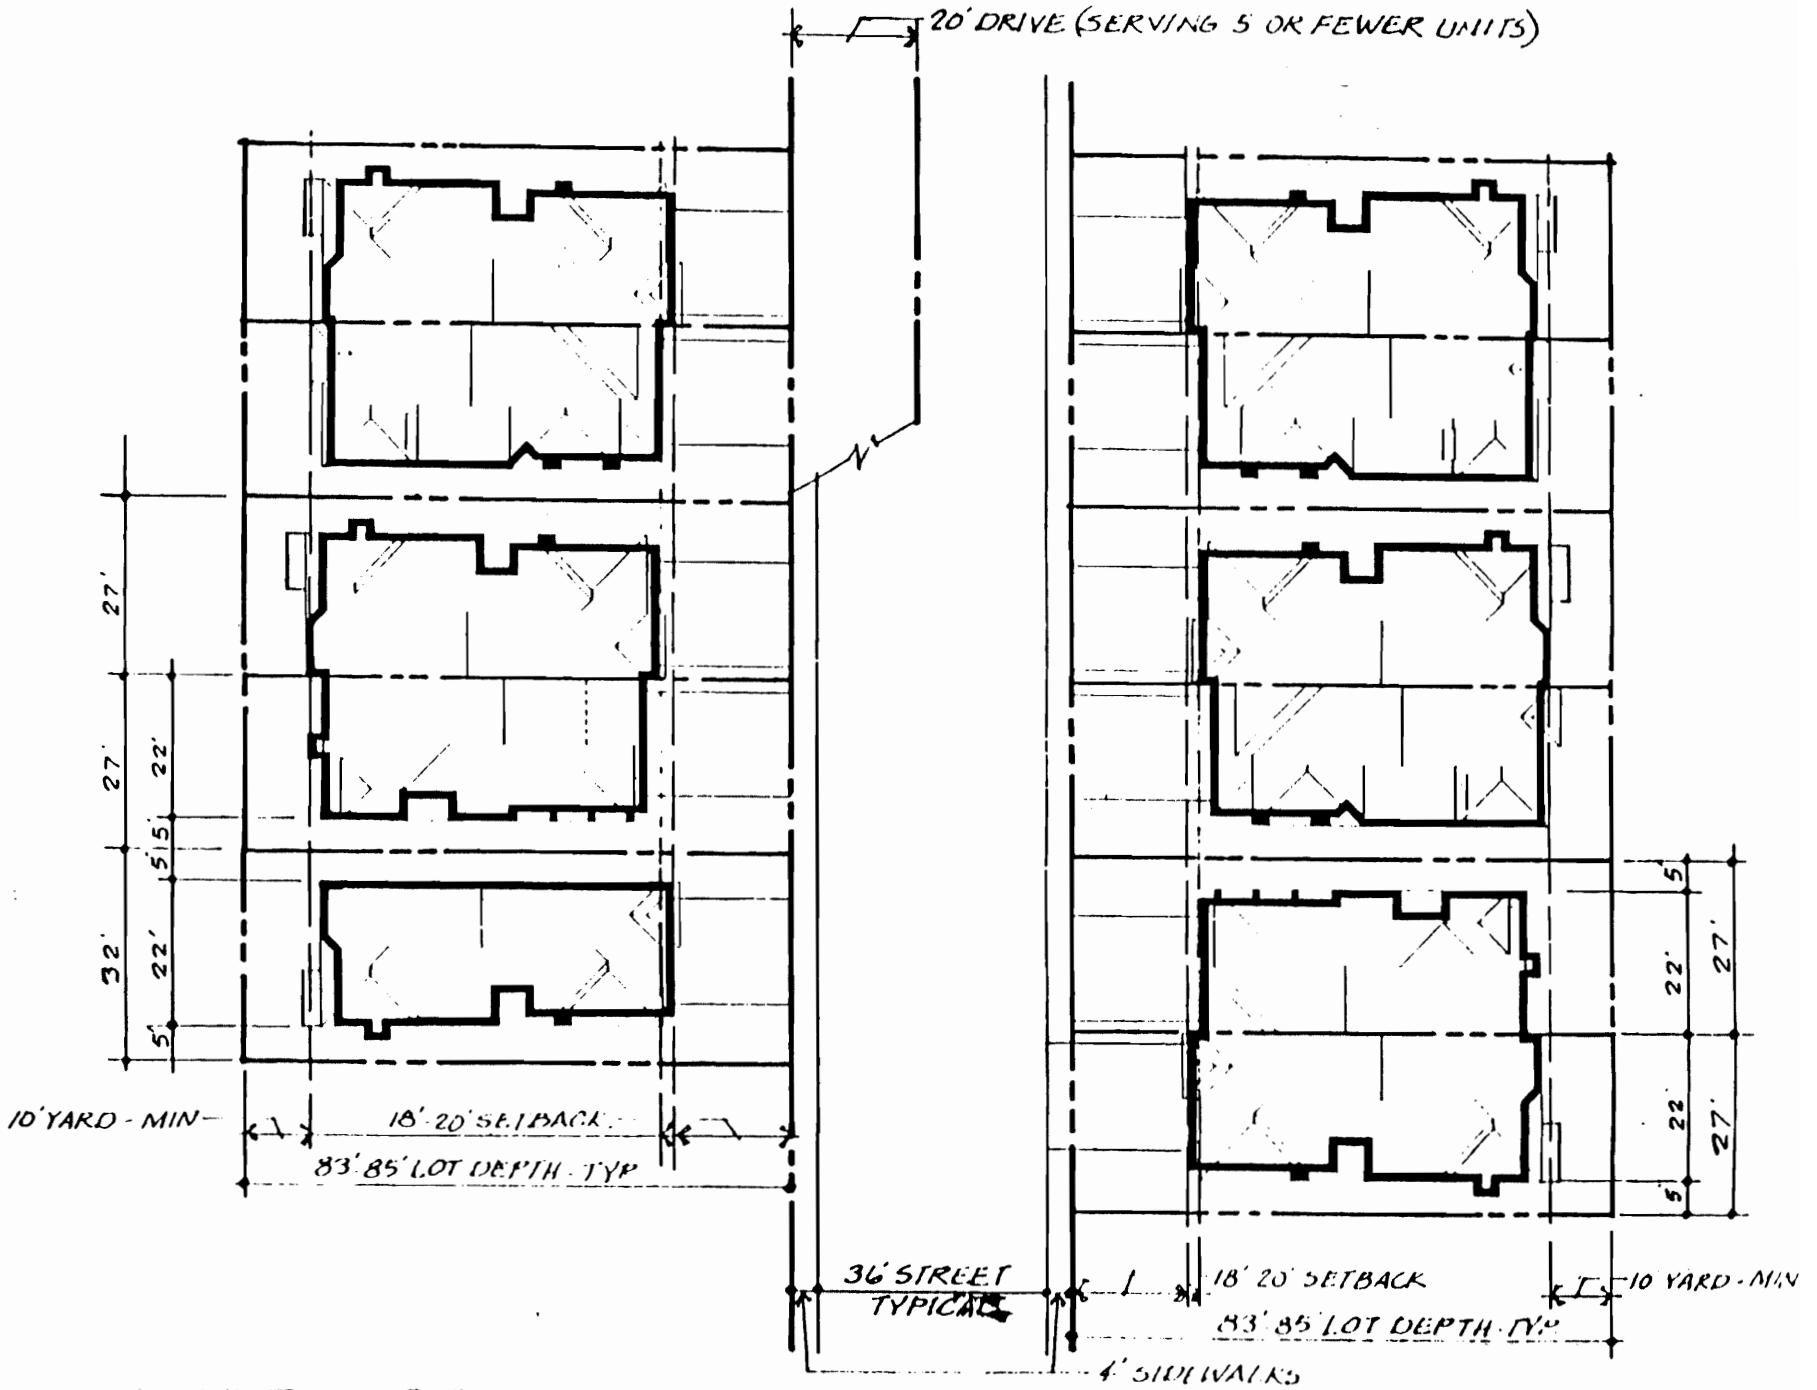 20' DRIVE (SERVING 5 OR FEWER UNITS)
27'
27'
22'
5'
5'
32'
22'
5'
5'
22'
27'
22'
27'
5'
10' YARD - MIN
18' 20' SETBACK
83' 85' LOT DEPTH TYP
36' STREET
TYPICAL
18' 20' SETBACK
10 YARD - MIN
83' 85' LOT DEPTH TYP
4' SIDEWALKS